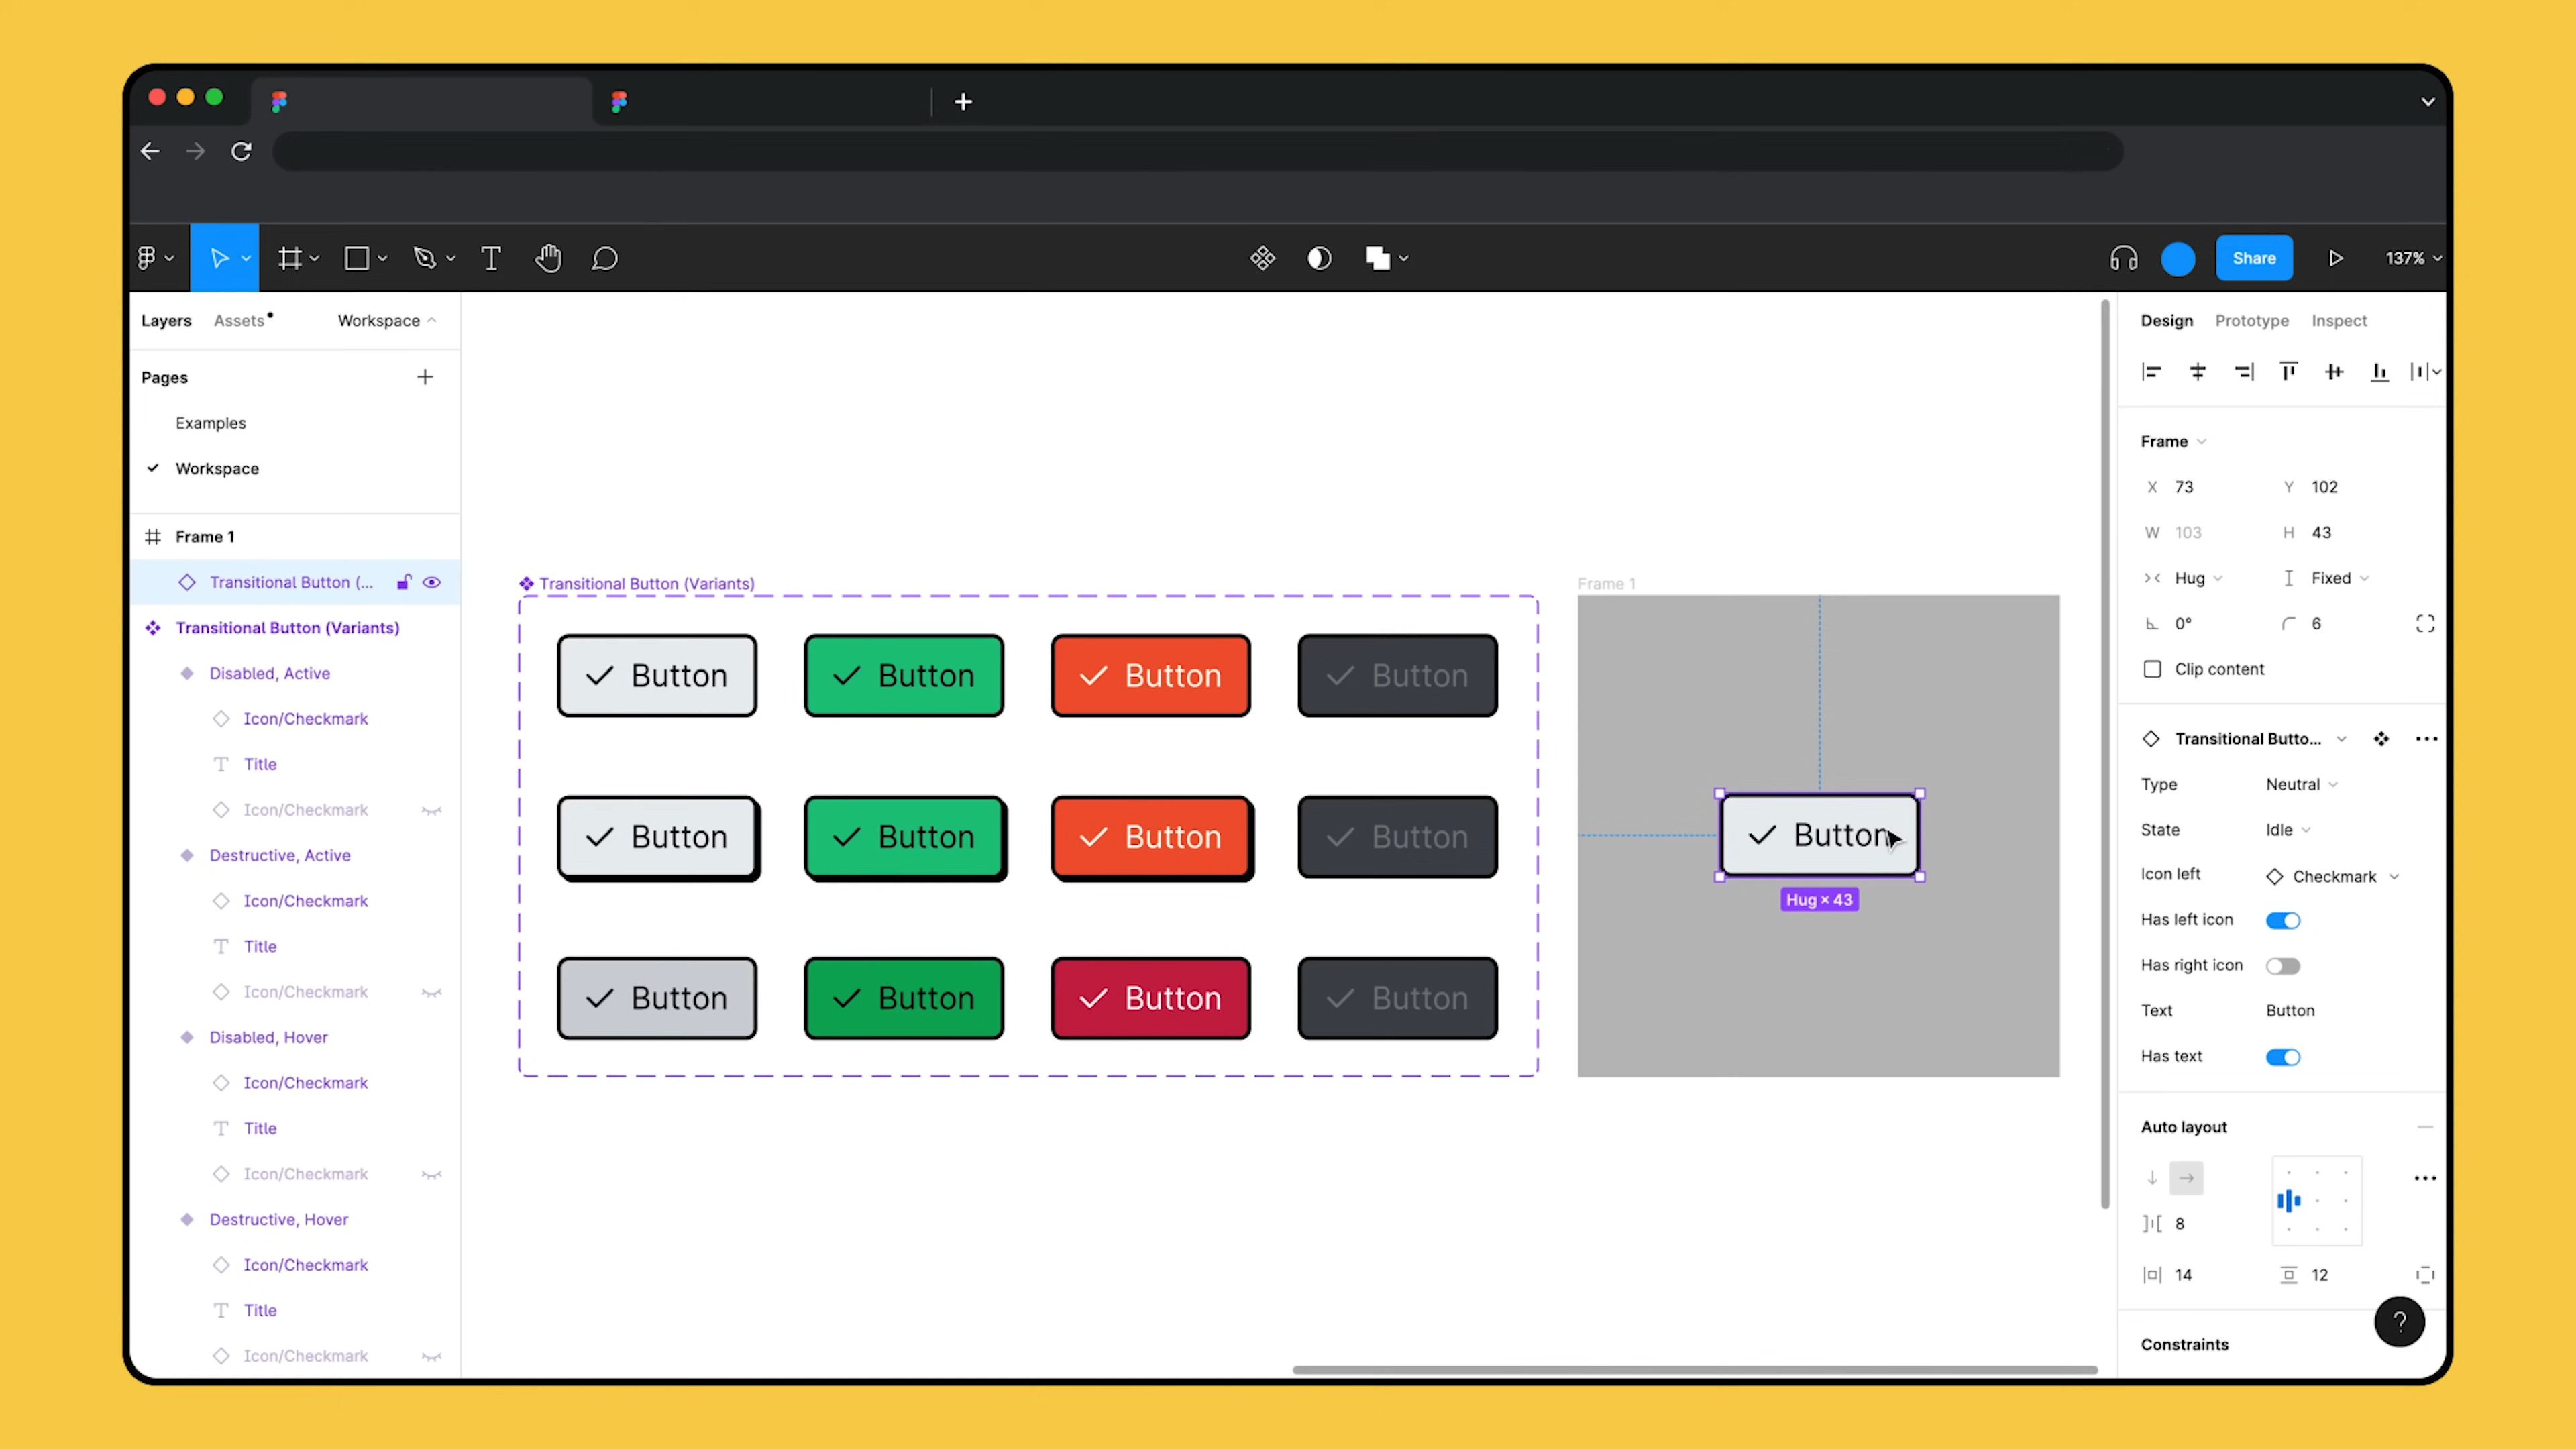 Share
137%
Layers
Assets
Workspace
Pages
Examples
Workspace
Frame 1
Transitional Button (...
Transitional Button (Variants)
Disabled, Active
Icon/Checkmark
Title
Icon/Checkmark
Destructive, Active
Icon/Checkmark
Title
Icon/Checkmark
Disabled, Hover
Icon/Checkmark
Title
Icon/Checkmark
Destructive, Hover
Icon/Checkmark
Title
Icon/Checkmark
Transitional Button (Variants)
Button Button Button Button
Button Button Button Button
Button Button Button Button
Frame 1
Button
Hug × 43
Design Prototype Inspect
Frame
X 73 Y 102
W 103 H 43
Hug Fixed
0° 6
Clip content
Transitional Butto...
Type Neutral
State Idle
Icon left Checkmark
Has left icon
Has right icon
Text Button
Has text
Auto layout
8
14 12
?
Constraints